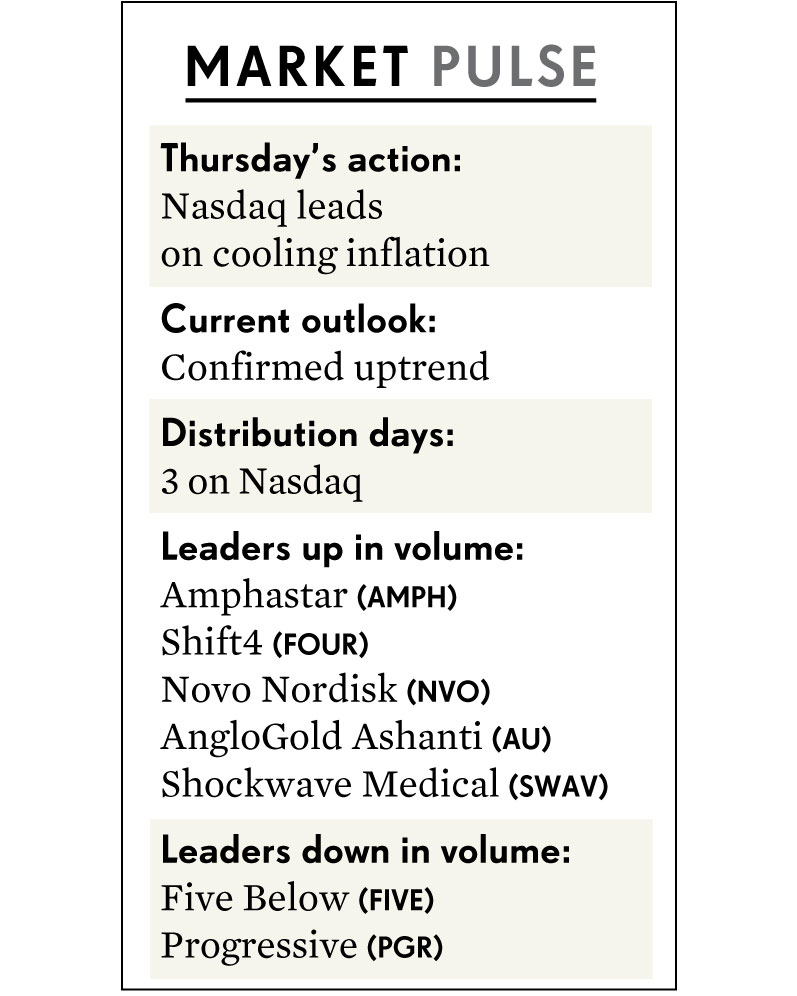 MARKET PULSE
Thursday’s action:
Nasdaq leads
on cooling inflation
Current outlook:
Confirmed uptrend
Distribution days:
3 on Nasdaq
Leaders up in volume:
Amphastar (AMPH)
Shift4 (FOUR)
Novo Nordisk (NVO)
AngloGold Ashanti (AU)
Shockwave Medical (SWAV)
Leaders down in volume:
Five Below (FIVE)
Progressive (PGR)